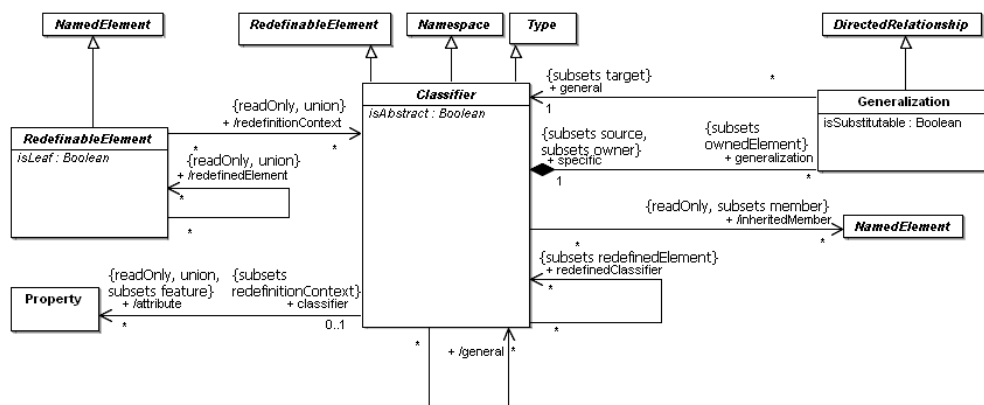 NamedElement
RedefinableElement
Namespace
Type
DirectedRelationship
Classifier
isAbstract : Boolean
{subsets target}
+ general
*
1
Generalization
isSubstitutable : Boolean
{readOnly, union}
+ /redefinitionContext
*
*
RedefinableElement
isLeaf : Boolean
{readOnly, union}
+ /redefinedElement
*
*
{subsets source,
subsets owner}
+ specific
1
{subsets
ownedElement}
+ generalization
*
{readOnly, subsets member}
+ /inheritedMember
*
*
NamedElement
{subsets redefinedElement}
+ redefinedClassifier
*
*
Property
{readOnly, union,
subsets feature}
+ /attribute
*
{subsets
redefinitionContext}
+ classifier
0..1
*
+ /general
*